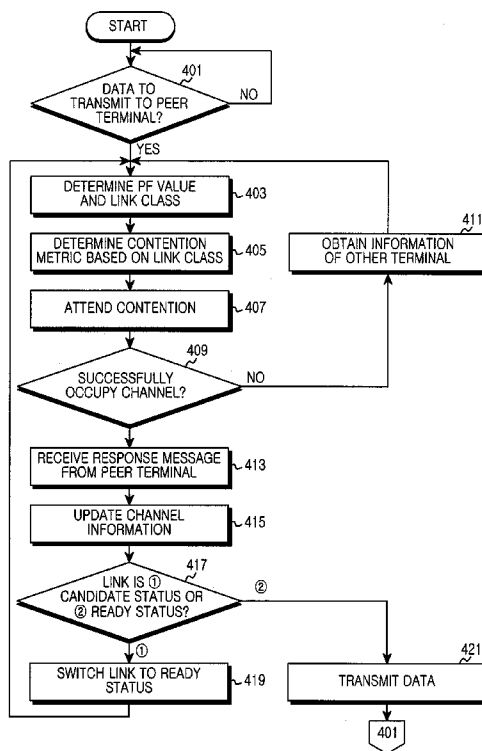 START
401
DATA TO
TRANSMIT TO PEER
TERMINAL?
NO
YES
DETERMINE PF VALUE
AND LINK CLASS
403
411
DETERMINE CONTENTION
METRIC BASED ON LINK CLASS
405
OBTAIN INFORMATION
OF OTHER TERMINAL
ATTEND CONTENTION
407
409
SUCCESSFULLY
OCCUPY CHANNEL?
NO
RECEIVE RESPONSE MESSAGE
FROM PEER TERMINAL
413
UPDATE CHANNEL
INFORMATION
415
417
LINK IS ①
CANDIDATE STATUS OR
② READY STATUS?
②
①
SWITCH LINK TO READY
STATUS
419
421
TRANSMIT DATA
401